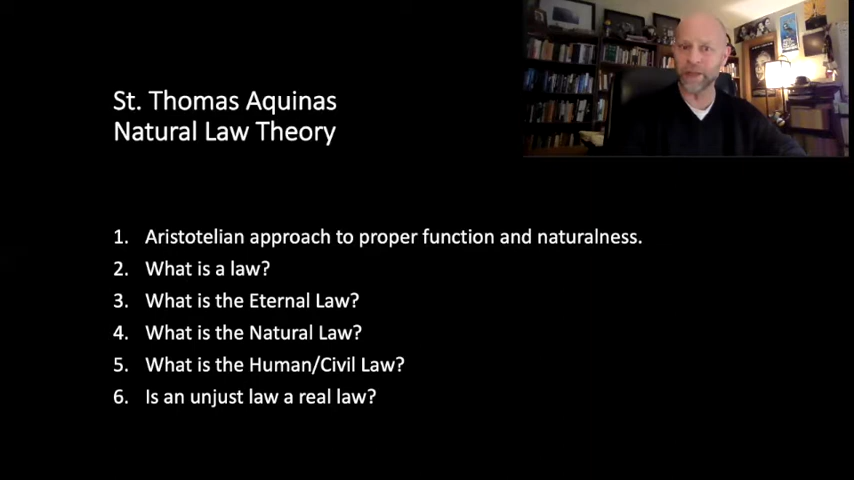 St. Thomas Aquinas
Natural Law Theory
1. Aristotelian approach to proper function and naturalness.
2. What is a law?
3. What is the Eternal Law?
4. What is the Natural Law?
5. What is the Human/Civil Law?
6. Is an unjust law a real law?